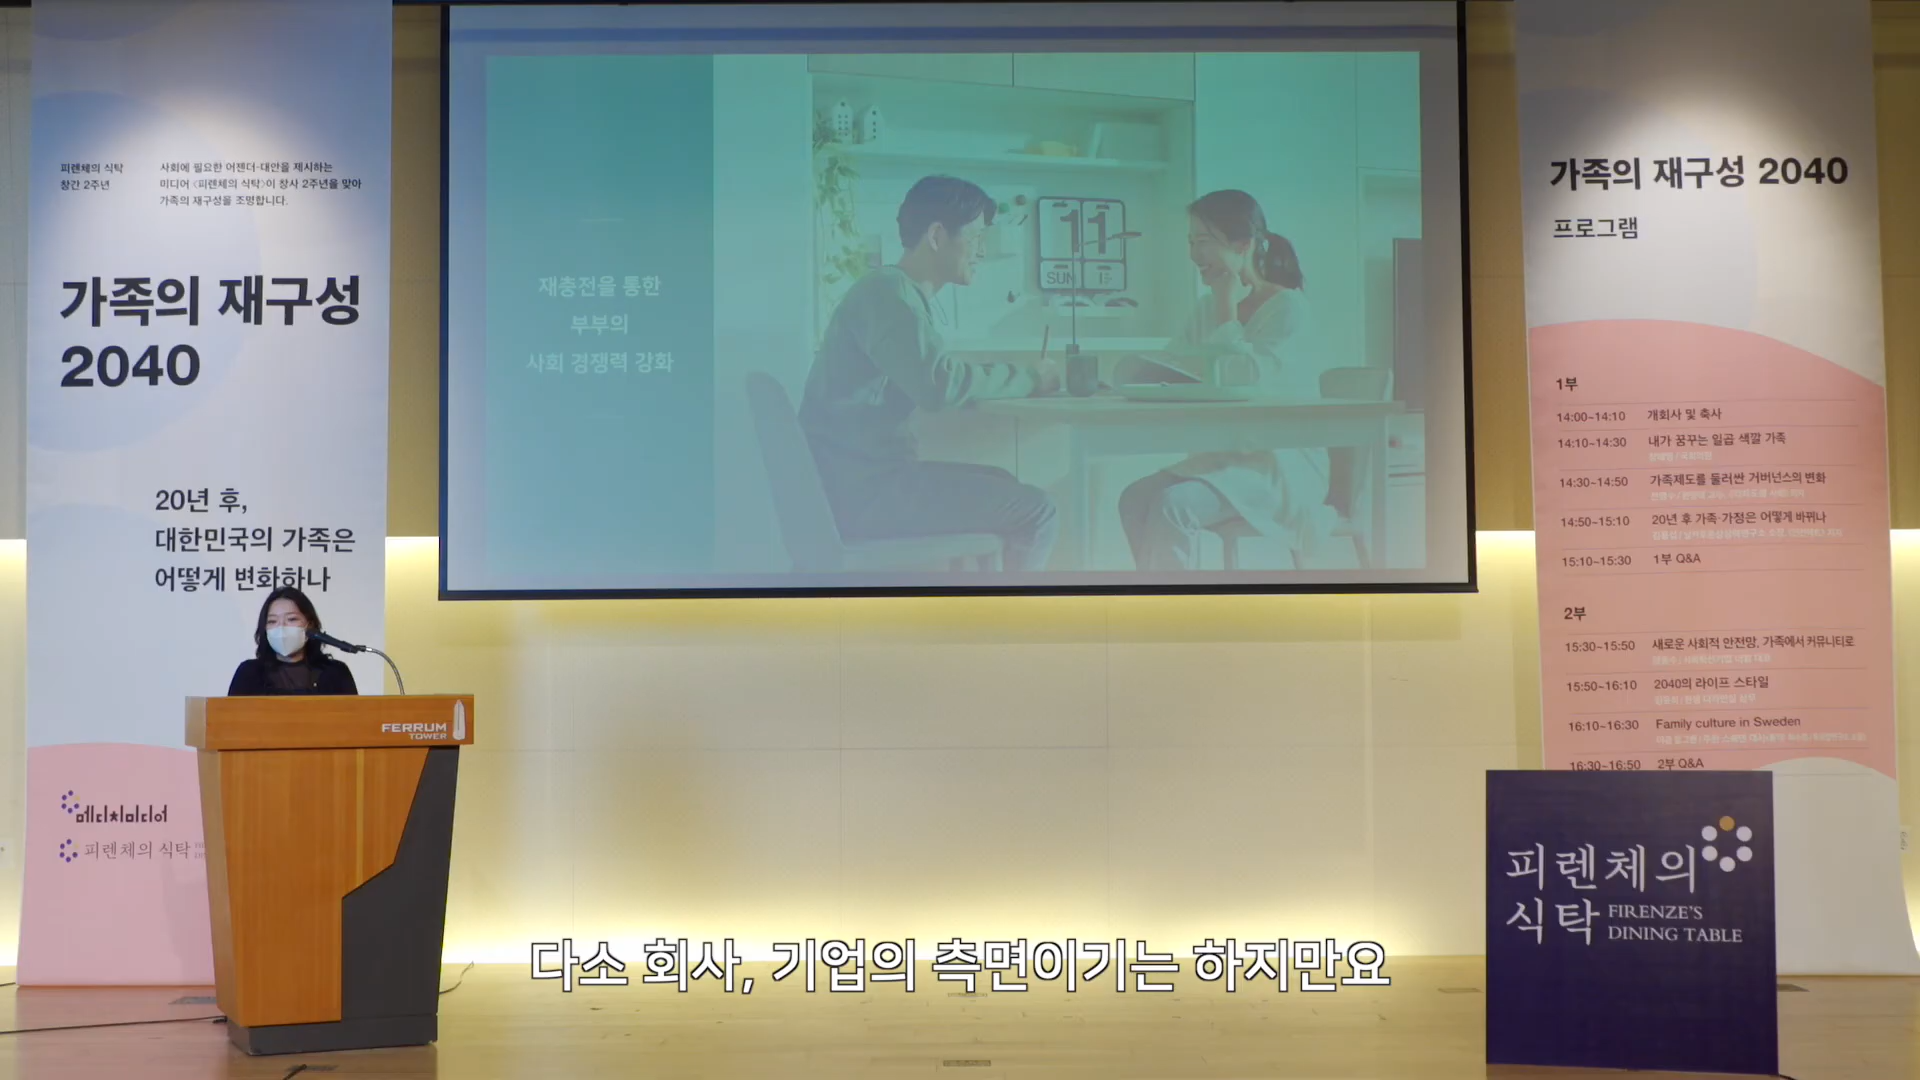 피렌체의 식탁
창간 2주년
사회에 필요한 어젠더·대안을 제시하는
미디어 〈피렌체의 식탁〉이 창사 2주년을 맞아
가족의 재구성을 조명합니다.
가족의 재구성
2040
20년 후,
대한민국의 가족은
어떻게 변화하나
메디치미디어
피렌체의 식탁
FERRUM
TOWER
재충전을 통한
부부의
사회 경쟁력 강화
11
SUN
가족의 재구성 2040
프로그램
1부
14:00~14:10 개회사 및 축사
14:10~14:30 내가 꿈꾸는 일곱 색깔 가족
14:30~14:50 가족제도를 둘러싼 거버넌스의 변화
14:50~15:10 20년 후 가족·가정은 어떻게 바뀌나
15:10~15:30 1부 Q&A
2부
15:30~15:50 새로운 사회적 안전망, 가족에서 커뮤니티로
15:50~16:10 2040의 라이프 스타일
16:10~16:30 Family culture in Sweden
16:30~16:50 2부 Q&A
피렌체의
식탁 FIRENZE'S
DINING TABLE
다소 회사, 기업의 측면이기는 하지만요